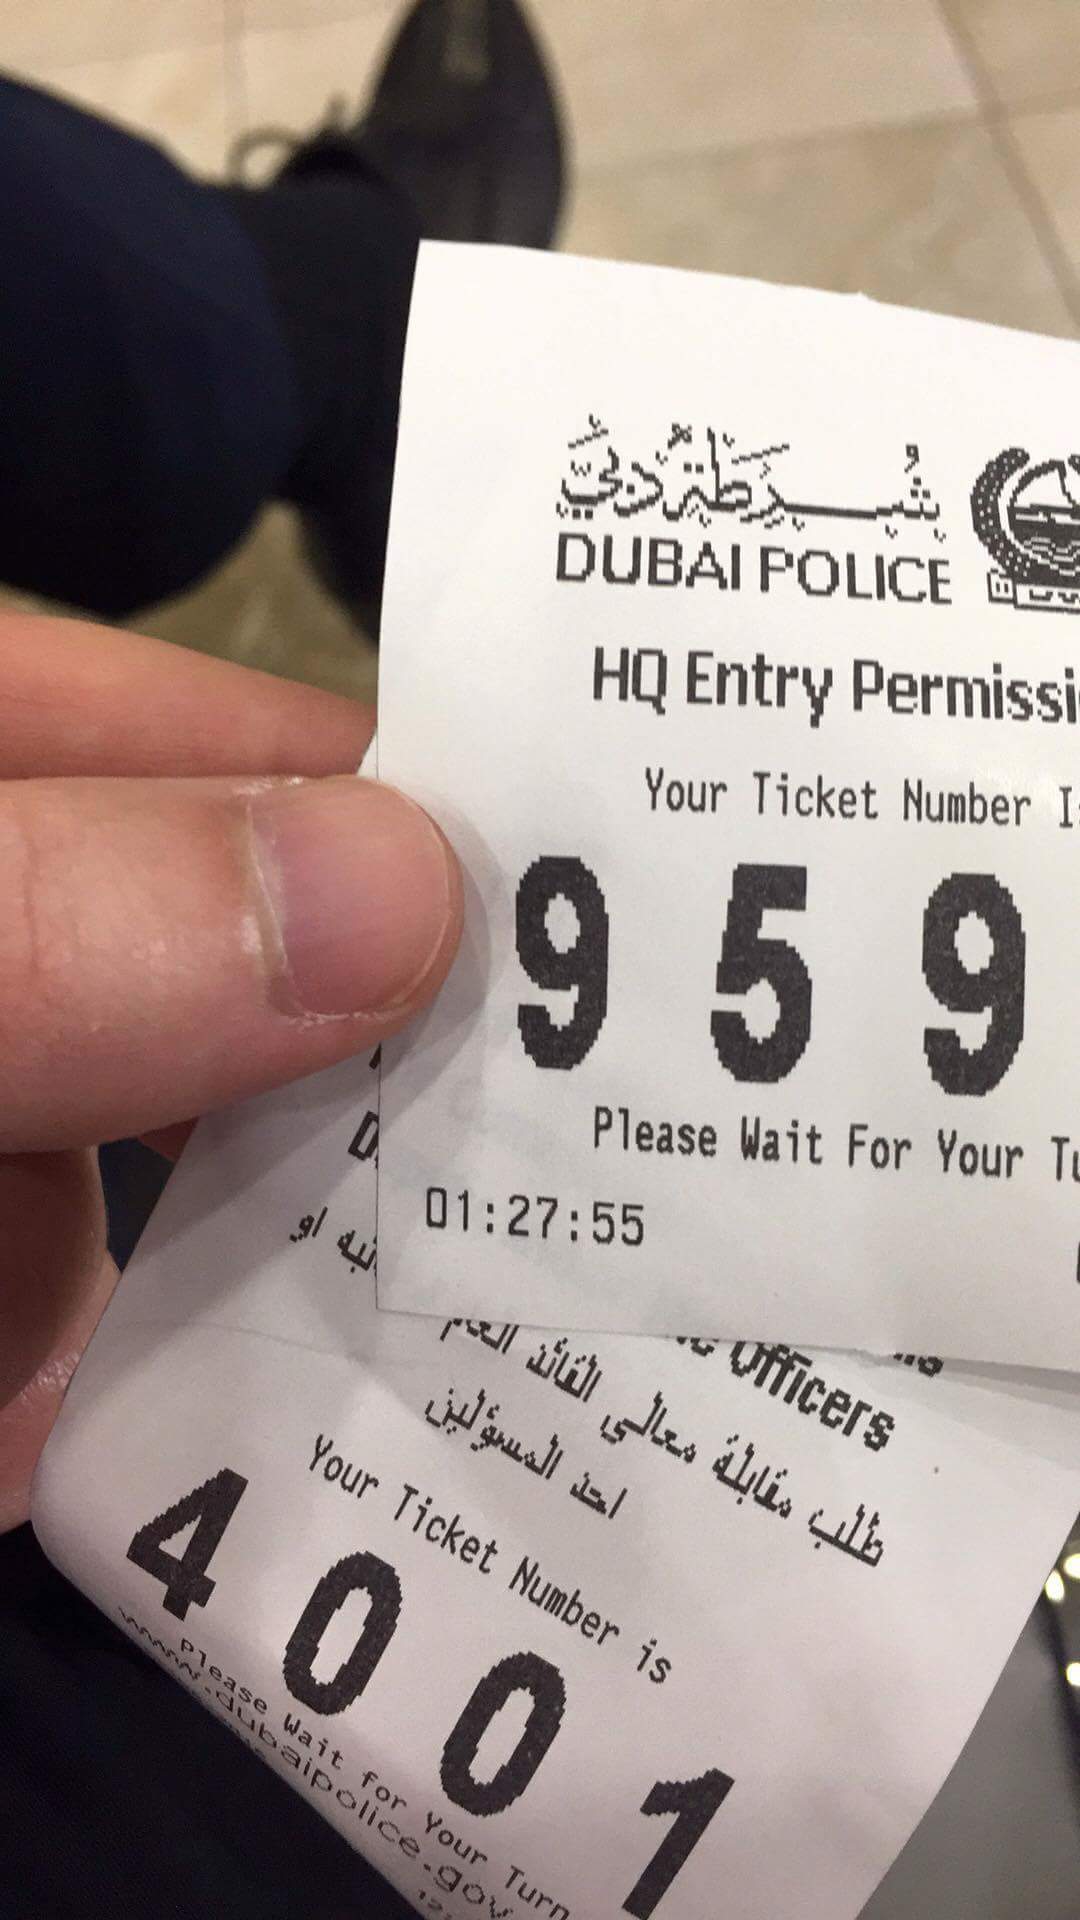 شرطة دبي
DUBAI POLICE
HQ Entry Permissi
Your Ticket Number I
959
Please Wait For Your Tu
01:27:55
Officers
طلب مقابلة معالي القائد العام
احد المسؤلين
او
Your Ticket Number is
4001
Please Wait for Your Turn
www.dubaipolice.gov